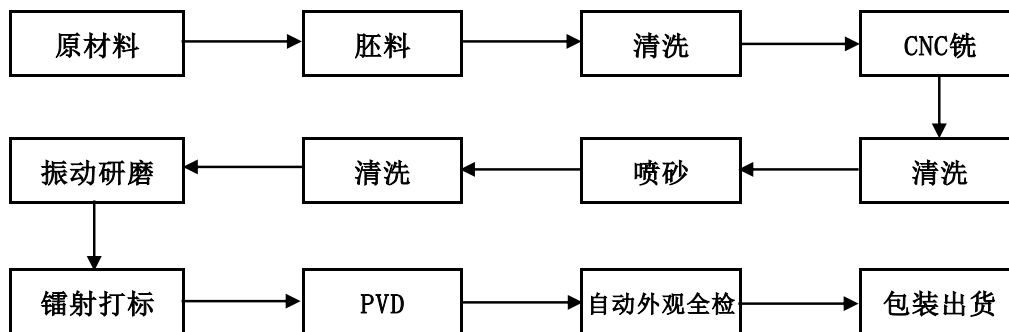 原材料
胚料
清洗
CNC铣
清洗
喷砂
清洗
振动研磨
镭射打标
PVD
自动外观全检
包装出货